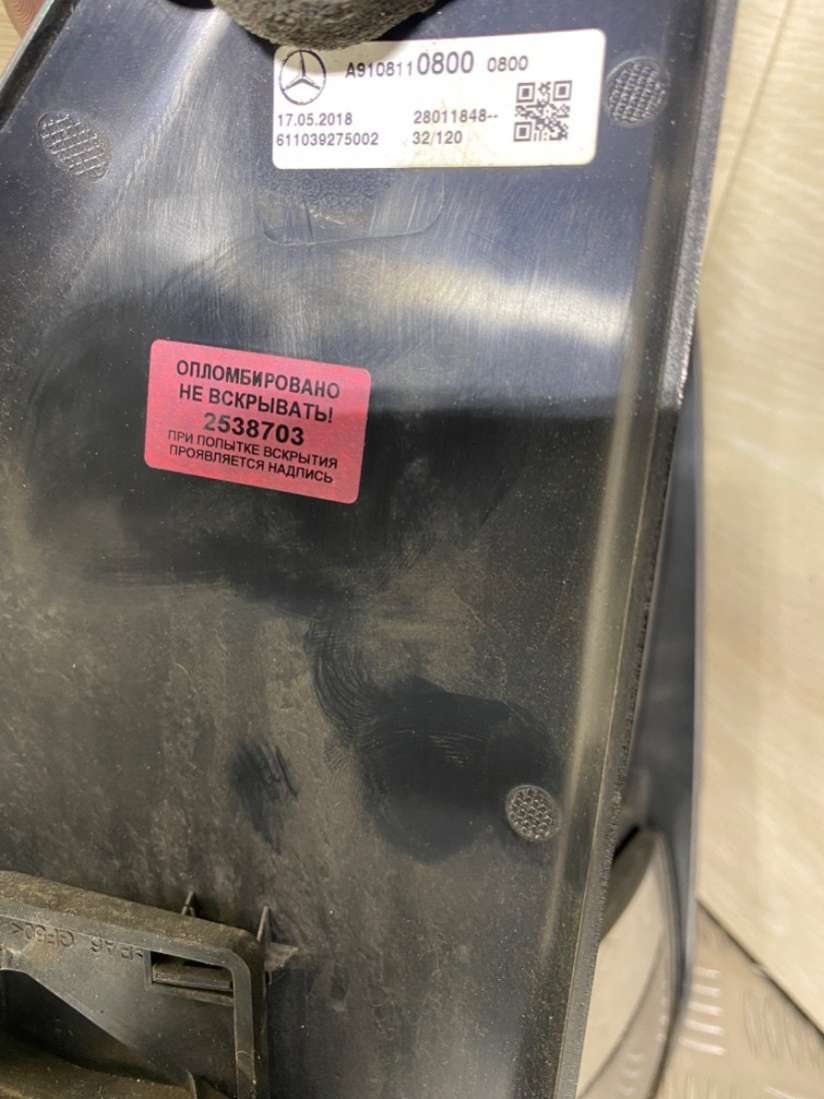 A9108110800 0800
17.05.2018 28011848--
611039275002 32/120
ОПЛОМБИРОВАНО
НЕ ВСКРЫВАТЬ!
2538703
ПРИ ПОПЫТКЕ ВСКРЫТИЯ
ПРОЯВЛЯЕТСЯ НАДПИСЬ